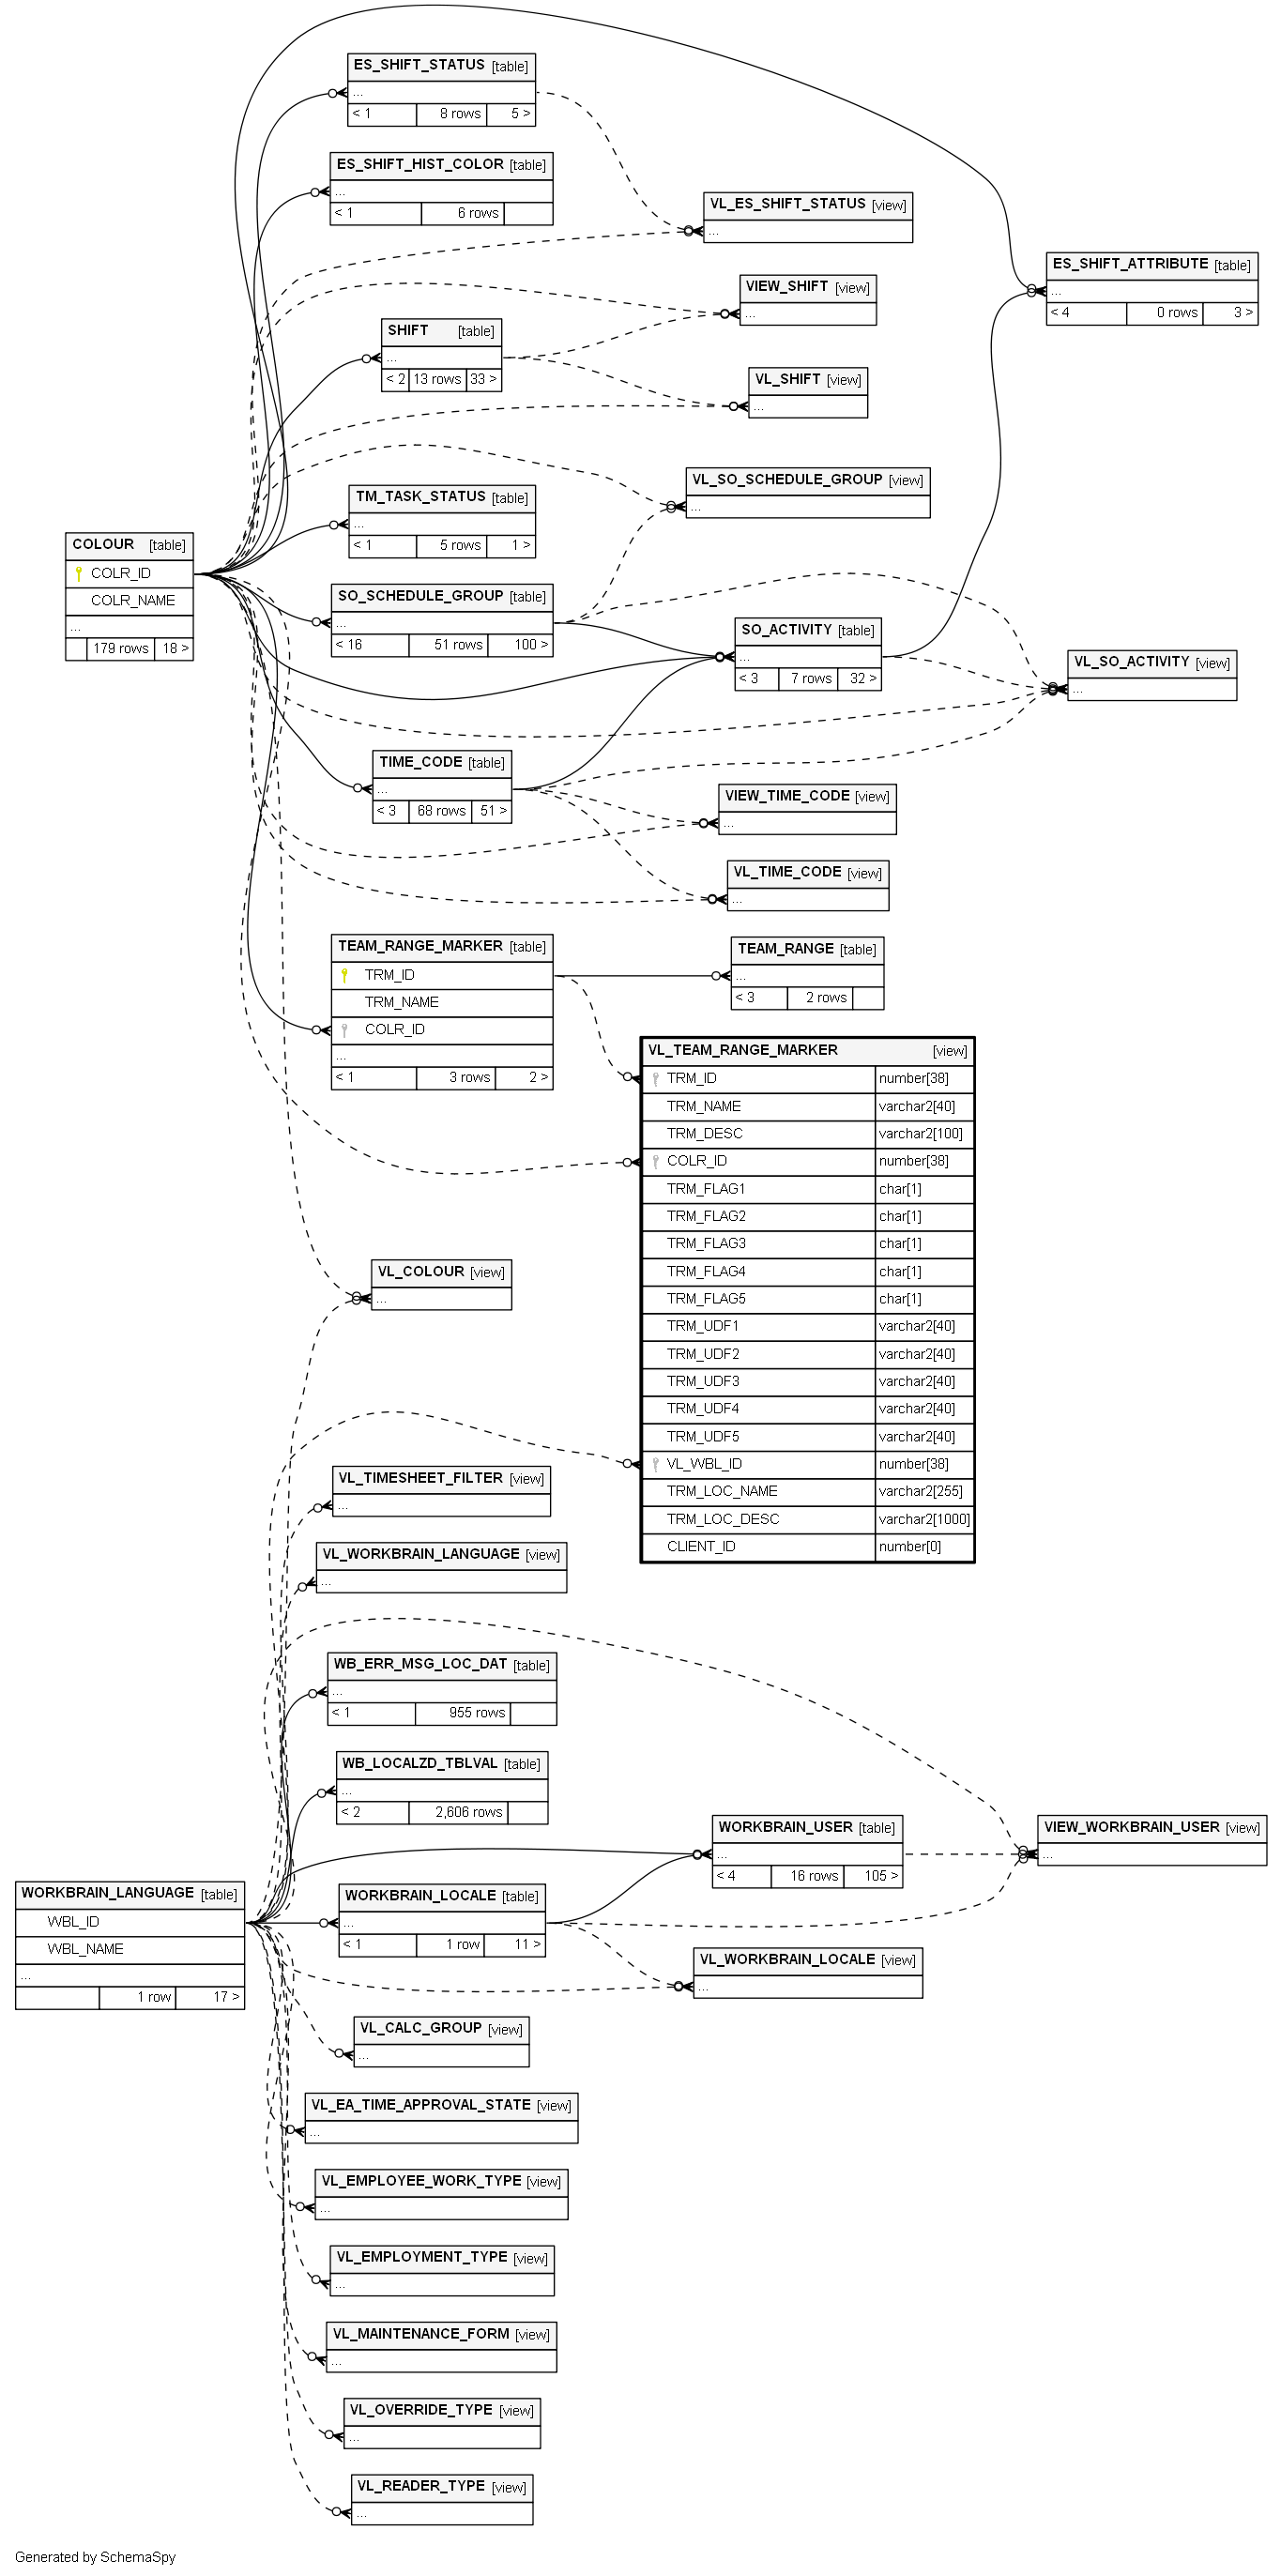 ES_SHIFT_STATUS [table]
...
< 1 8 rows 5 >
ES_SHIFT_HIST_COLOR [table]
...
< 1 6 rows
VL_ES_SHIFT_STATUS [view]
...
ES_SHIFT_ATTRIBUTE [table]
...
< 4 0 rows 3 >
VIEW_SHIFT [view]
...
SHIFT [table]
...
< 2 13 rows 33 >
VL_SHIFT [view]
...
VL_SO_SCHEDULE_GROUP [view]
...
TM_TASK_STATUS [table]
...
< 1 5 rows 1 >
COLOUR [table]
COLR_ID
COLR_NAME
...
179 rows 18 >
SO_SCHEDULE_GROUP [table]
...
< 16 51 rows 100 >
SO_ACTIVITY [table]
...
< 3 7 rows 32 >
VL_SO_ACTIVITY [view]
...
TIME_CODE [table]
...
< 3 68 rows 51 >
VIEW_TIME_CODE [view]
...
VL_TIME_CODE [view]
...
TEAM_RANGE_MARKER [table]
TRM_ID
TRM_NAME
COLR_ID
...
< 1 3 rows 2 >
TEAM_RANGE [table]
...
< 3 2 rows
VL_TEAM_RANGE_MARKER [view]
TRM_ID number[38]
TRM_NAME varchar2[40]
TRM_DESC varchar2[100]
COLR_ID number[38]
TRM_FLAG1 char[1]
TRM_FLAG2 char[1]
TRM_FLAG3 char[1]
TRM_FLAG4 char[1]
TRM_FLAG5 char[1]
TRM_UDF1 varchar2[40]
TRM_UDF2 varchar2[40]
TRM_UDF3 varchar2[40]
TRM_UDF4 varchar2[40]
TRM_UDF5 varchar2[40]
VL_WBL_ID number[38]
TRM_LOC_NAME varchar2[255]
TRM_LOC_DESC varchar2[1000]
CLIENT_ID number[0]
VL_COLOUR [view]
...
VL_TIMESHEET_FILTER [view]
...
VL_WORKBRAIN_LANGUAGE [view]
...
WB_ERR_MSG_LOC_DAT [table]
...
< 1 955 rows
WB_LOCALZD_TBLVAL [table]
...
< 2 2,606 rows
WORKBRAIN_USER [table]
...
< 4 16 rows 105 >
VIEW_WORKBRAIN_USER [view]
...
WORKBRAIN_LANGUAGE [table]
WBL_ID
WBL_NAME
...
1 row 17 >
WORKBRAIN_LOCALE [table]
...
< 1 1 row 11 >
VL_WORKBRAIN_LOCALE [view]
...
VL_CALC_GROUP [view]
...
VL_EA_TIME_APPROVAL_STATE [view]
...
VL_EMPLOYEE_WORK_TYPE [view]
...
VL_EMPLOYMENT_TYPE [view]
...
VL_MAINTENANCE_FORM [view]
...
VL_OVERRIDE_TYPE [view]
...
VL_READER_TYPE [view]
...
Generated by SchemaSpy